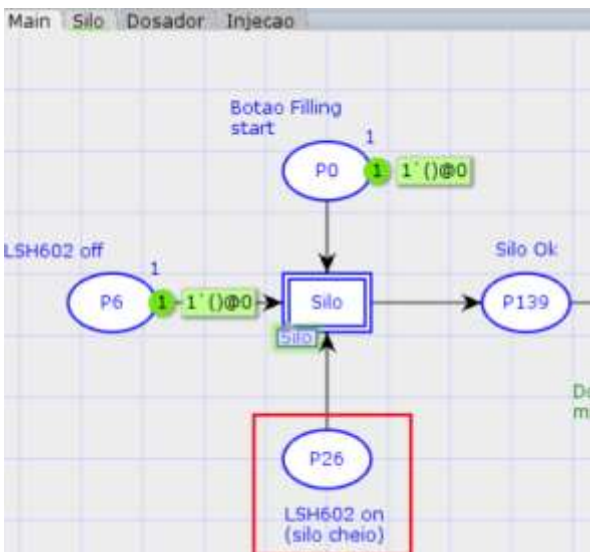 Main Silo Dosador Injecao
Botao Filling
start
1
P0
1 1`()@0
LSH602 off
1
P6
1 1`()@0
Silo
Silo
Silo Ok
P139
P26
LSH602 on
(silo cheio)